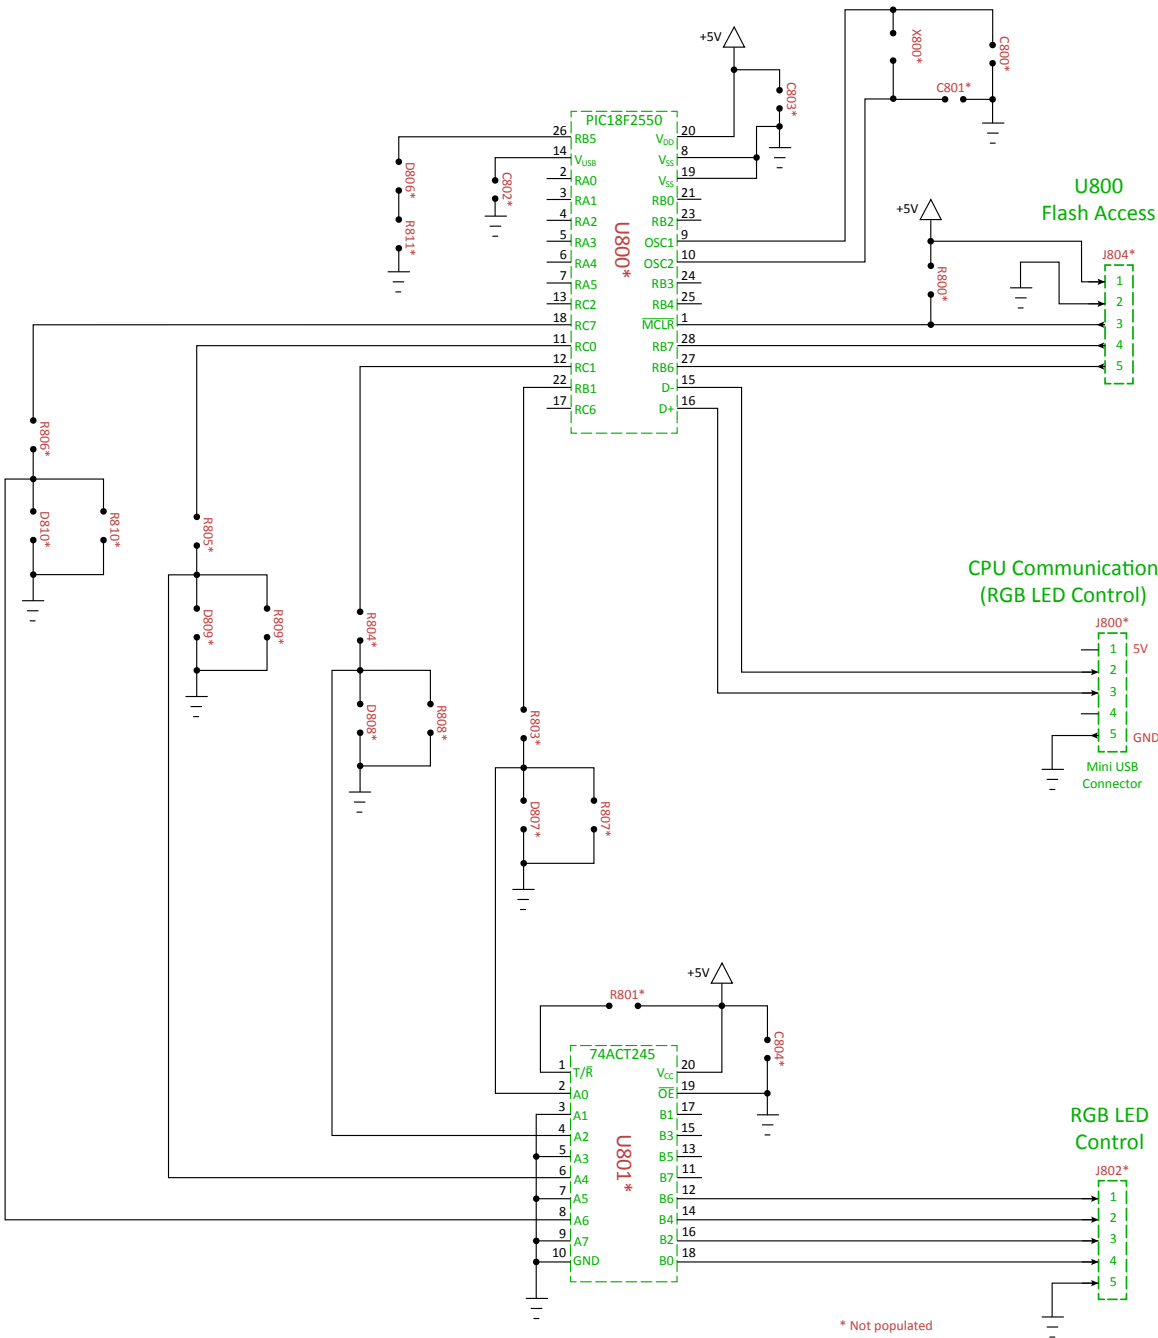 +5V
X800*
C800*
C801*
C803*
PIC18F2550
26 RB5
14 VUSB
2 RA0
3 RA1
4 RA2
5 RA3
6 RA4
7 RA5
13 RC2
18 RC7
11 RC0
12 RC1
22 RB1
17 RC6
U800*
VDD 20
VSS 8
VSS 19
RB0 21
RB2 23
OSC1 9
OSC2 10
RB3 24
RB4 25
MCLR 1
RB7 28
RB6 27
D- 15
D+ 16
D806*
R811*
C802*
+5V
R800*
U800
Flash Access
J804*
1
2
3
4
5
R806*
D810*
R810*
R805*
D809*
R809*
R804*
D808*
R808*
R803*
D807*
R807*
CPU Communication
(RGB LED Control)
J800*
1 5V
2
3
4
5 GND
Mini USB
Connector
+5V
R801*
C804*
74ACT245
1 T/R
2 A0
3 A1
4 A2
5 A3
6 A4
7 A5
8 A6
9 A7
10 GND
U801*
VCC 20
OE 19
B1 17
B3 15
B5 13
B7 11
B6 12
B4 14
B2 16
B0 18
RGB LED
Control
J802*
1
2
3
4
5
* Not populated